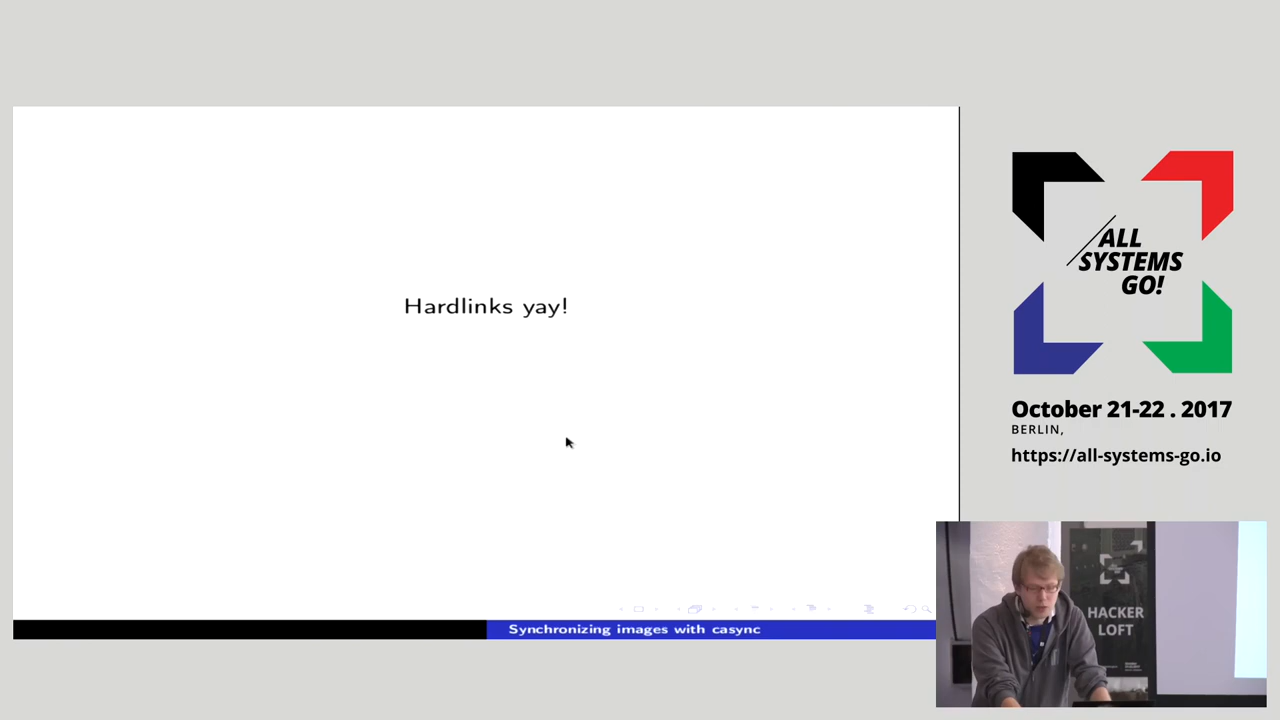 Hardlinks yay!
Synchronizing images with casync
ALL
SYSTEMS
GO!
October 21-22 . 2017
BERLIN,
https://all-systems-go.io
HACKER
LOFT